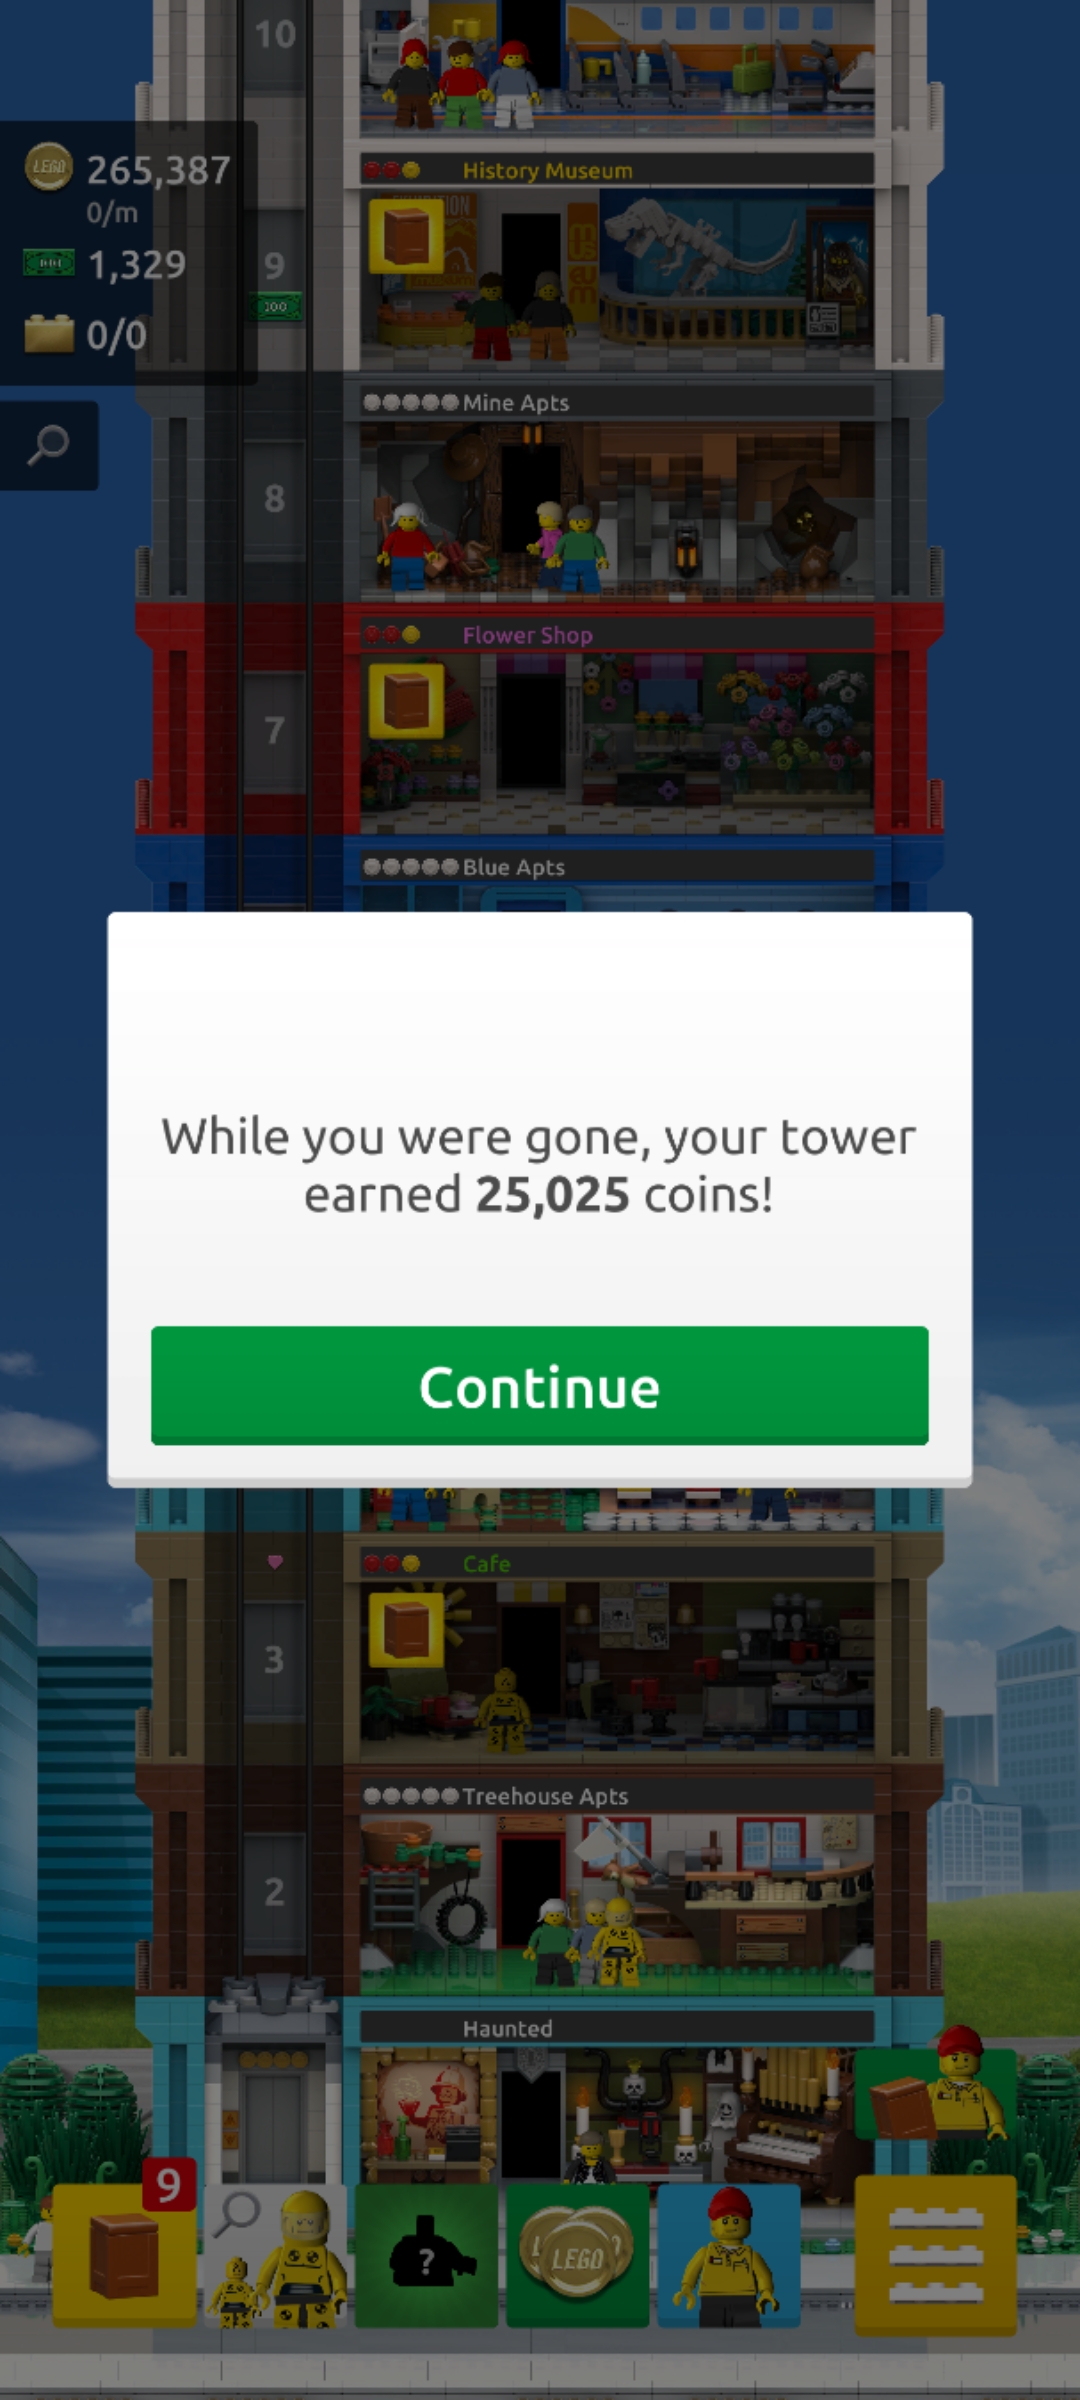 10
LEGO 265,387
0/m
1,329
0/0
History Museum
9
100
Mine Apts
8
Flower Shop
7
Blue Apts
While you were gone, your tower
earned 25,025 coins!
Continue
Cafe
3
Treehouse Apts
2
Haunted
9
?
LEGO